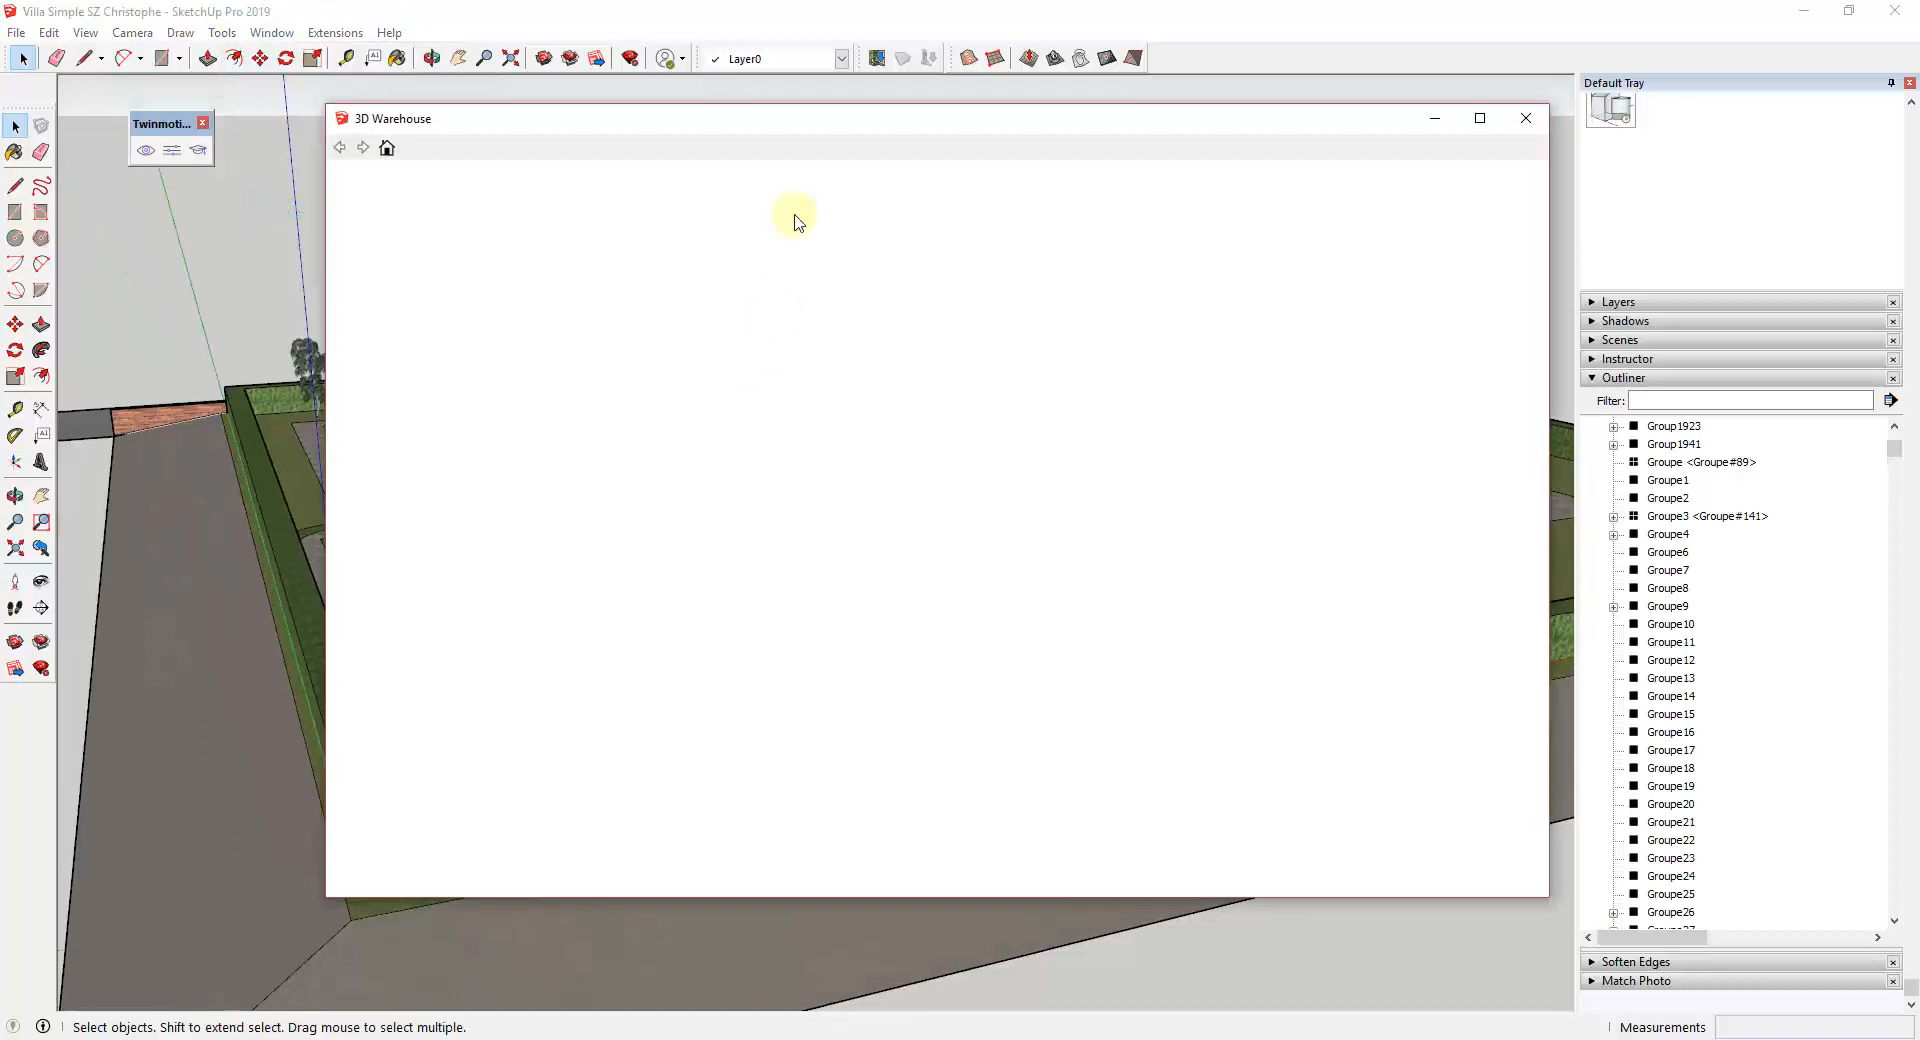 Villa Simple SZ Christophe - SketchUp Pro 2019
File Edit View Camera Draw Tools Window Extensions Help
Layer0
Default Tray
Twinmoti...
3D Warehouse
Layers
Shadows
Scenes
Instructor
Outliner
Filter:
Group1923
Group1941
Groupe <Groupe#89>
Groupe1
Groupe2
Groupe3 <Groupe#141>
Groupe4
Groupe6
Groupe7
Groupe8
Groupe9
Groupe10
Groupe11
Groupe12
Groupe13
Groupe14
Groupe15
Groupe16
Groupe17
Groupe18
Groupe19
Groupe20
Groupe21
Groupe22
Groupe23
Groupe24
Groupe25
Groupe26
Soften Edges
Match Photo
Select objects. Shift to extend select. Drag mouse to select multiple.
Measurements